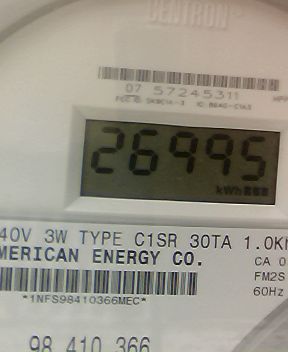 CENTRON
07 57245311
26995
kWh
40V 3W TYPE C1SR 30TA 1.0K
MERICAN ENERGY CO.
CA 0
FM2S
60Hz
*1NFS98410366MEC*
98 410 366